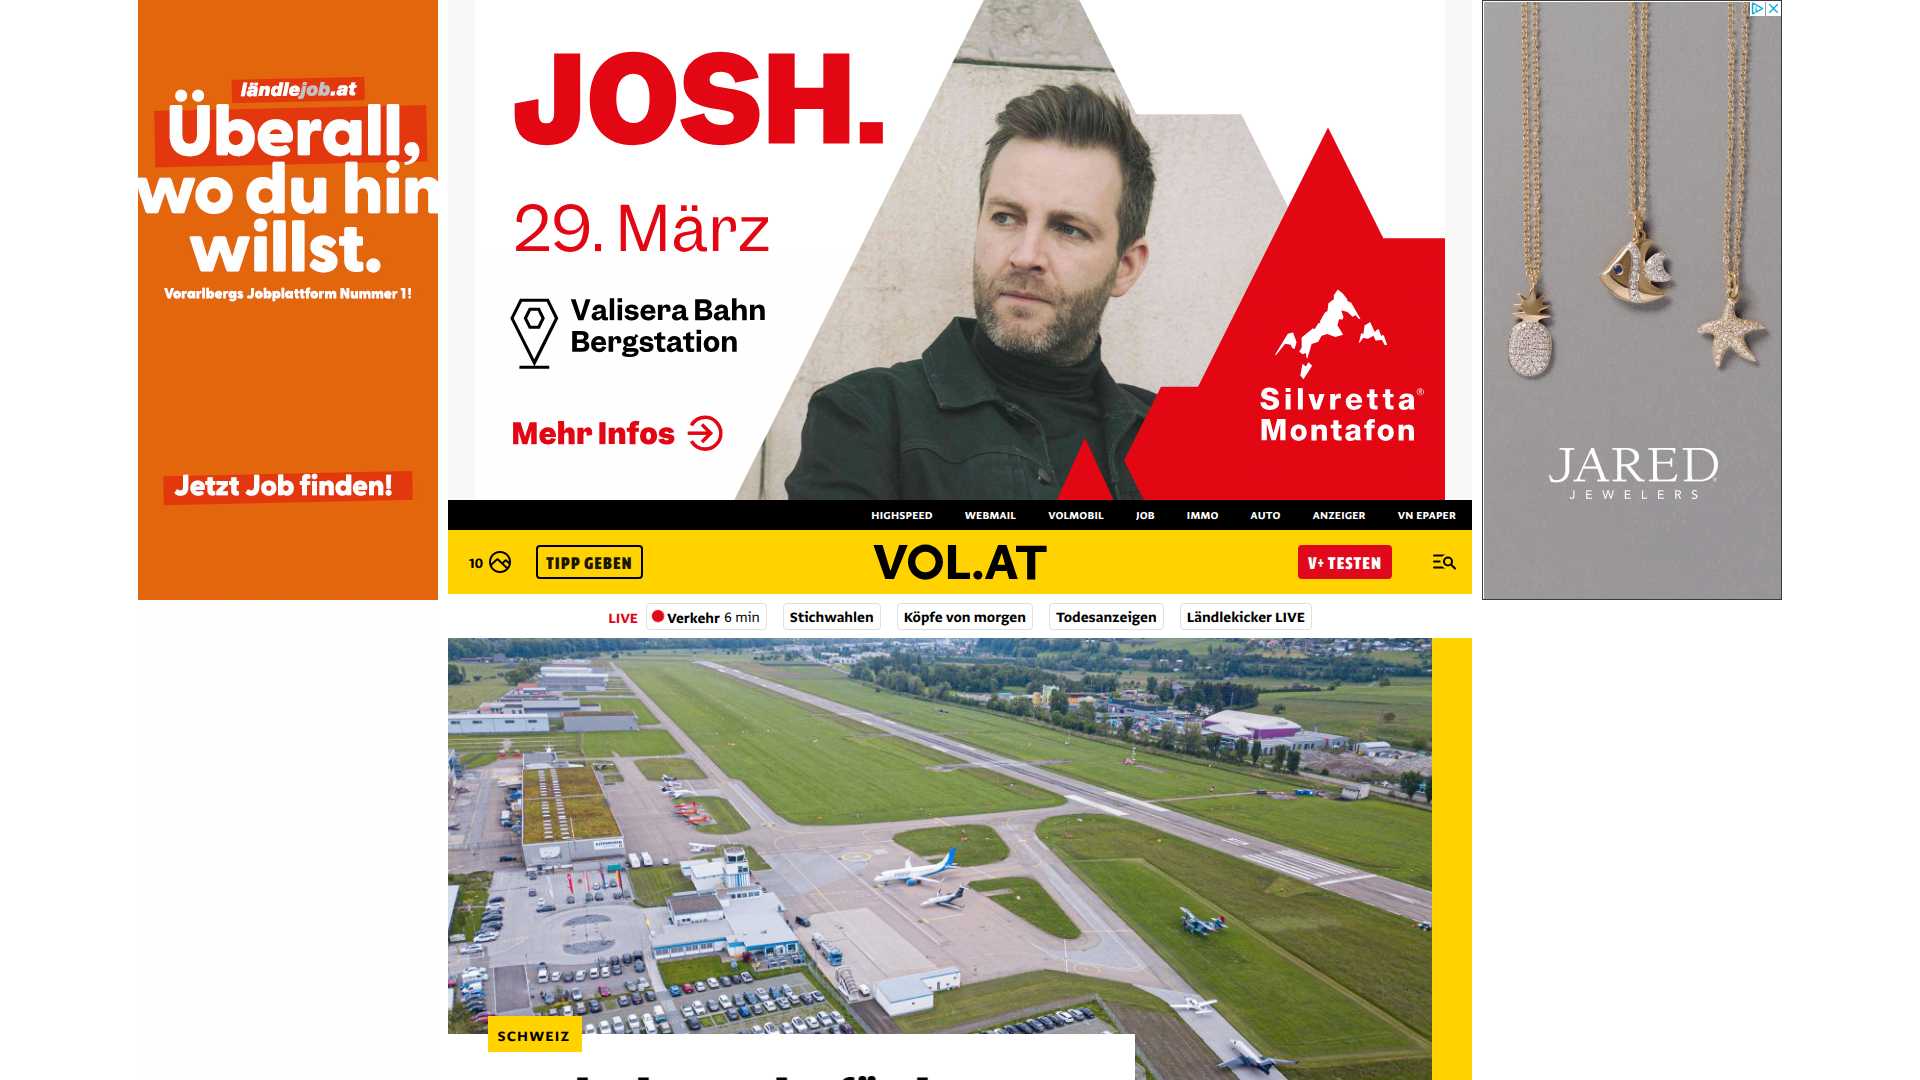 ländlejob.at
Überall,
wo du hin
willst.
Vorarlbergs Jobplattform Nummer 1!
Jetzt Job finden!
JOSH.
29. März
Valisera Bahn
Bergstation
Mehr Infos
Silvretta®
Montafon
JARED
JEWELERS
HIGHSPEED WEBMAIL VOLMOBIL JOB IMMO AUTO ANZEIGER VN EPAPER
10 TIPP GEBEN VOL.AT V+ TESTEN
LIVE Verkehr 6 min Stichwahlen Köpfe von morgen Todesanzeigen Ländlekicker LIVE
SCHWEIZ